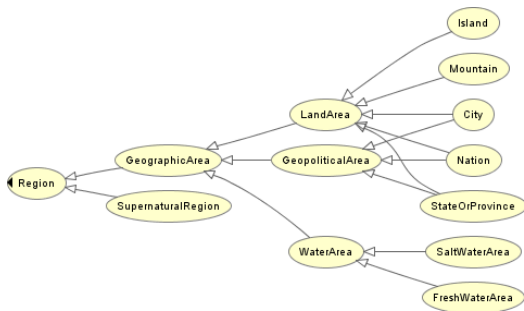 Island
Mountain
LandArea
City
GeographicArea
GeopoliticalArea
Nation
Region
SupernaturalRegion
StateOrProvince
WaterArea
SaltWaterArea
FreshWaterArea